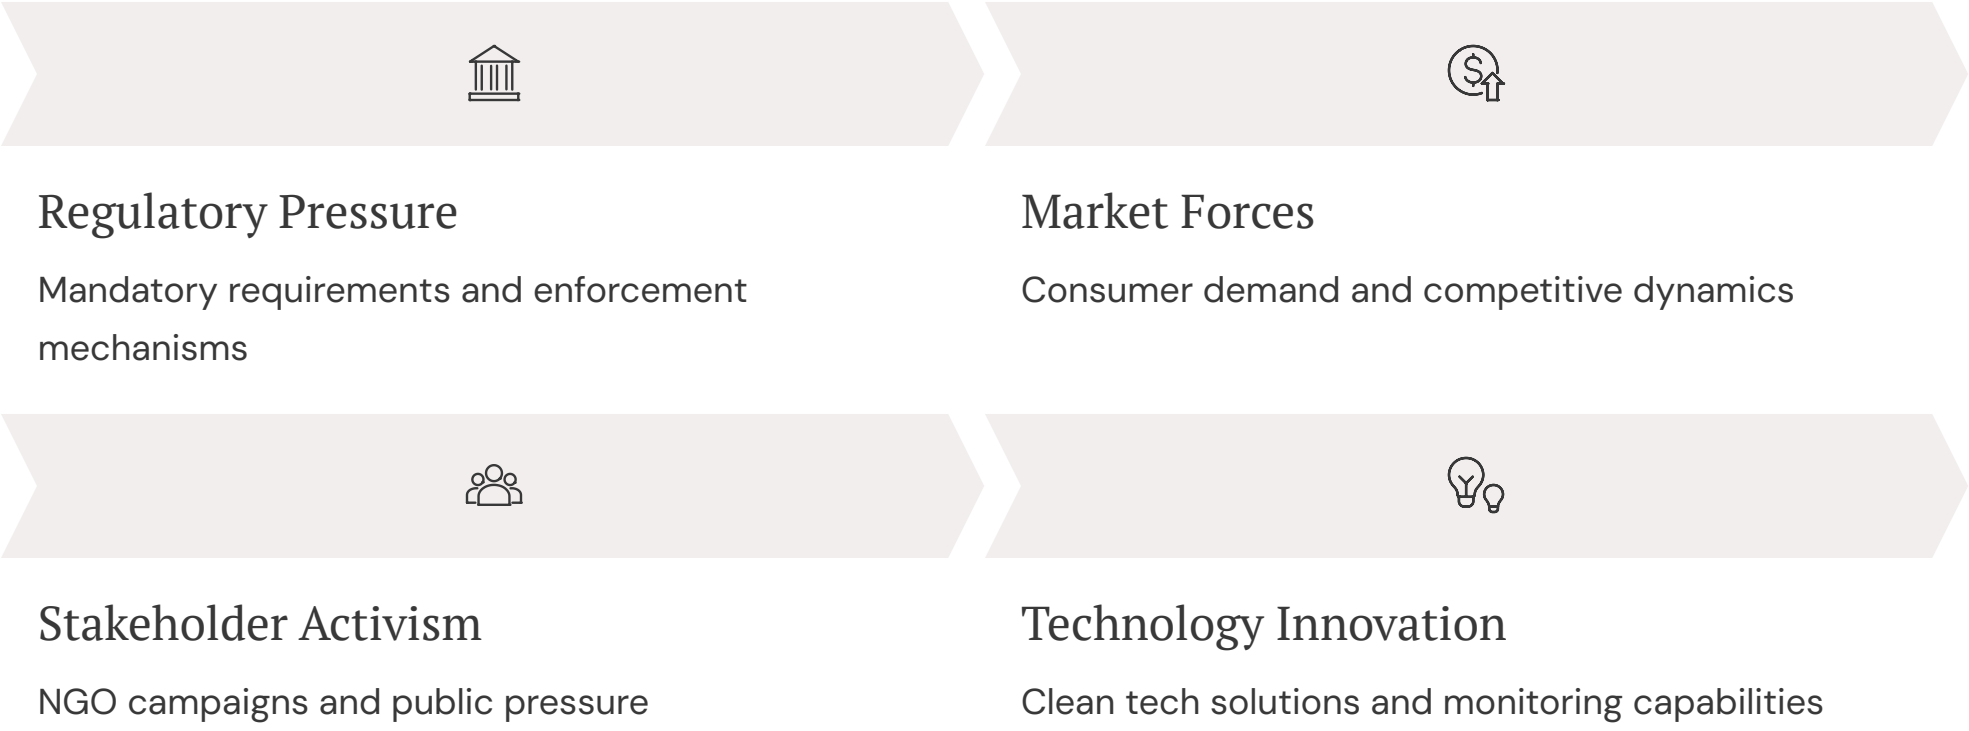 Regulatory Pressure
Mandatory requirements and enforcement
mechanisms
Market Forces
Consumer demand and competitive dynamics
Stakeholder Activism
NGO campaigns and public pressure
Technology Innovation
Clean tech solutions and monitoring capabilities